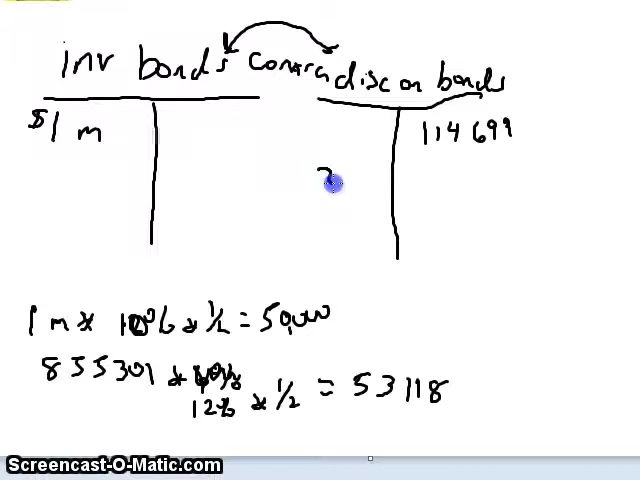 inv bonds contra disc on bonds
$1 m 114699
1 m * 10% * 1/2 = 50,000
855301 * 10%
12% * 1/2 = 53118
Screencast-O-Matic.com